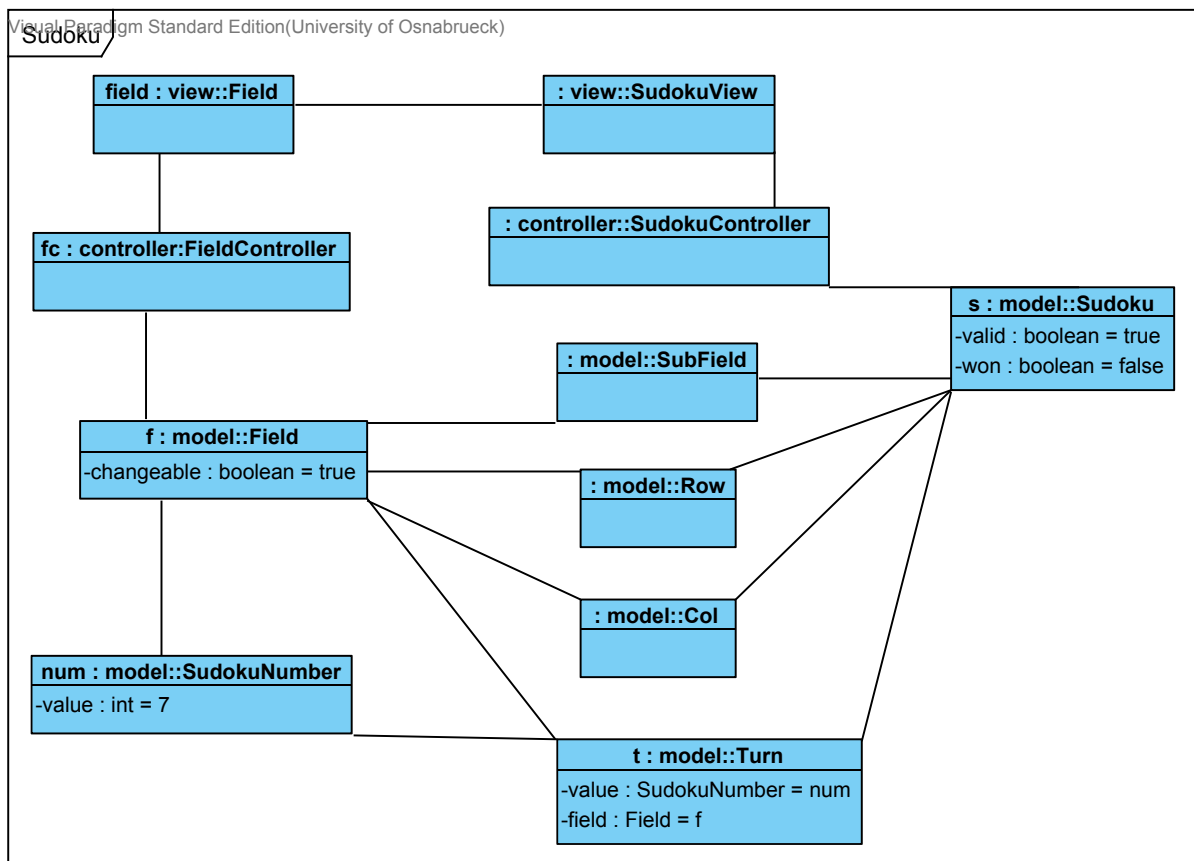 Visual Paradigm Standard Edition(University of Osnabrueck)
Sudoku
field : view::Field
: view::SudokuView
fc : controller:FieldController
: controller::SudokuController
s : model::Sudoku
-valid : boolean = true
-won : boolean = false
: model::SubField
f : model::Field
-changeable : boolean = true
: model::Row
: model::Col
num : model::SudokuNumber
-value : int = 7
t : model::Turn
-value : SudokuNumber = num
-field : Field = f